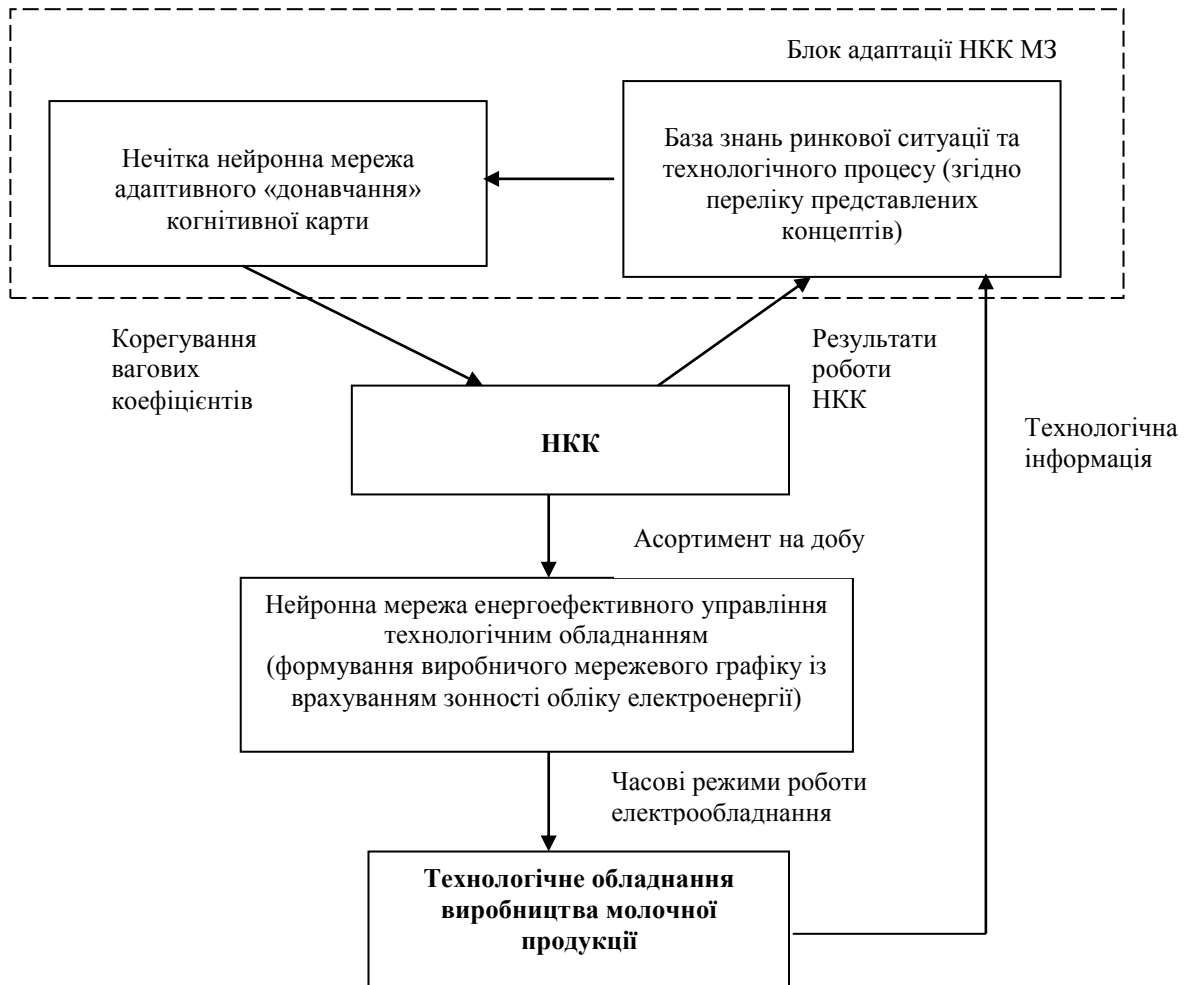 Блок адаптації НКК МЗ
Нечітка нейронна мережа
адаптивного «донавчання»
когнітивної карти
База знань ринкової ситуації та
технологічного процесу (згідно
переліку представлених
концептів)
Корегування
вагових
коефіцієнтів
Результати
роботи
НКК
Технологічна
інформація
НКК
Асортимент на добу
Нейронна мережа енергоефективного управління
технологічним обладнанням
(формування виробничого мережевого графіку із
врахуванням зонності обліку електроенергії)
Часові режими роботи
електрообладнання
Технологічне обладнання
виробництва молочної
продукції